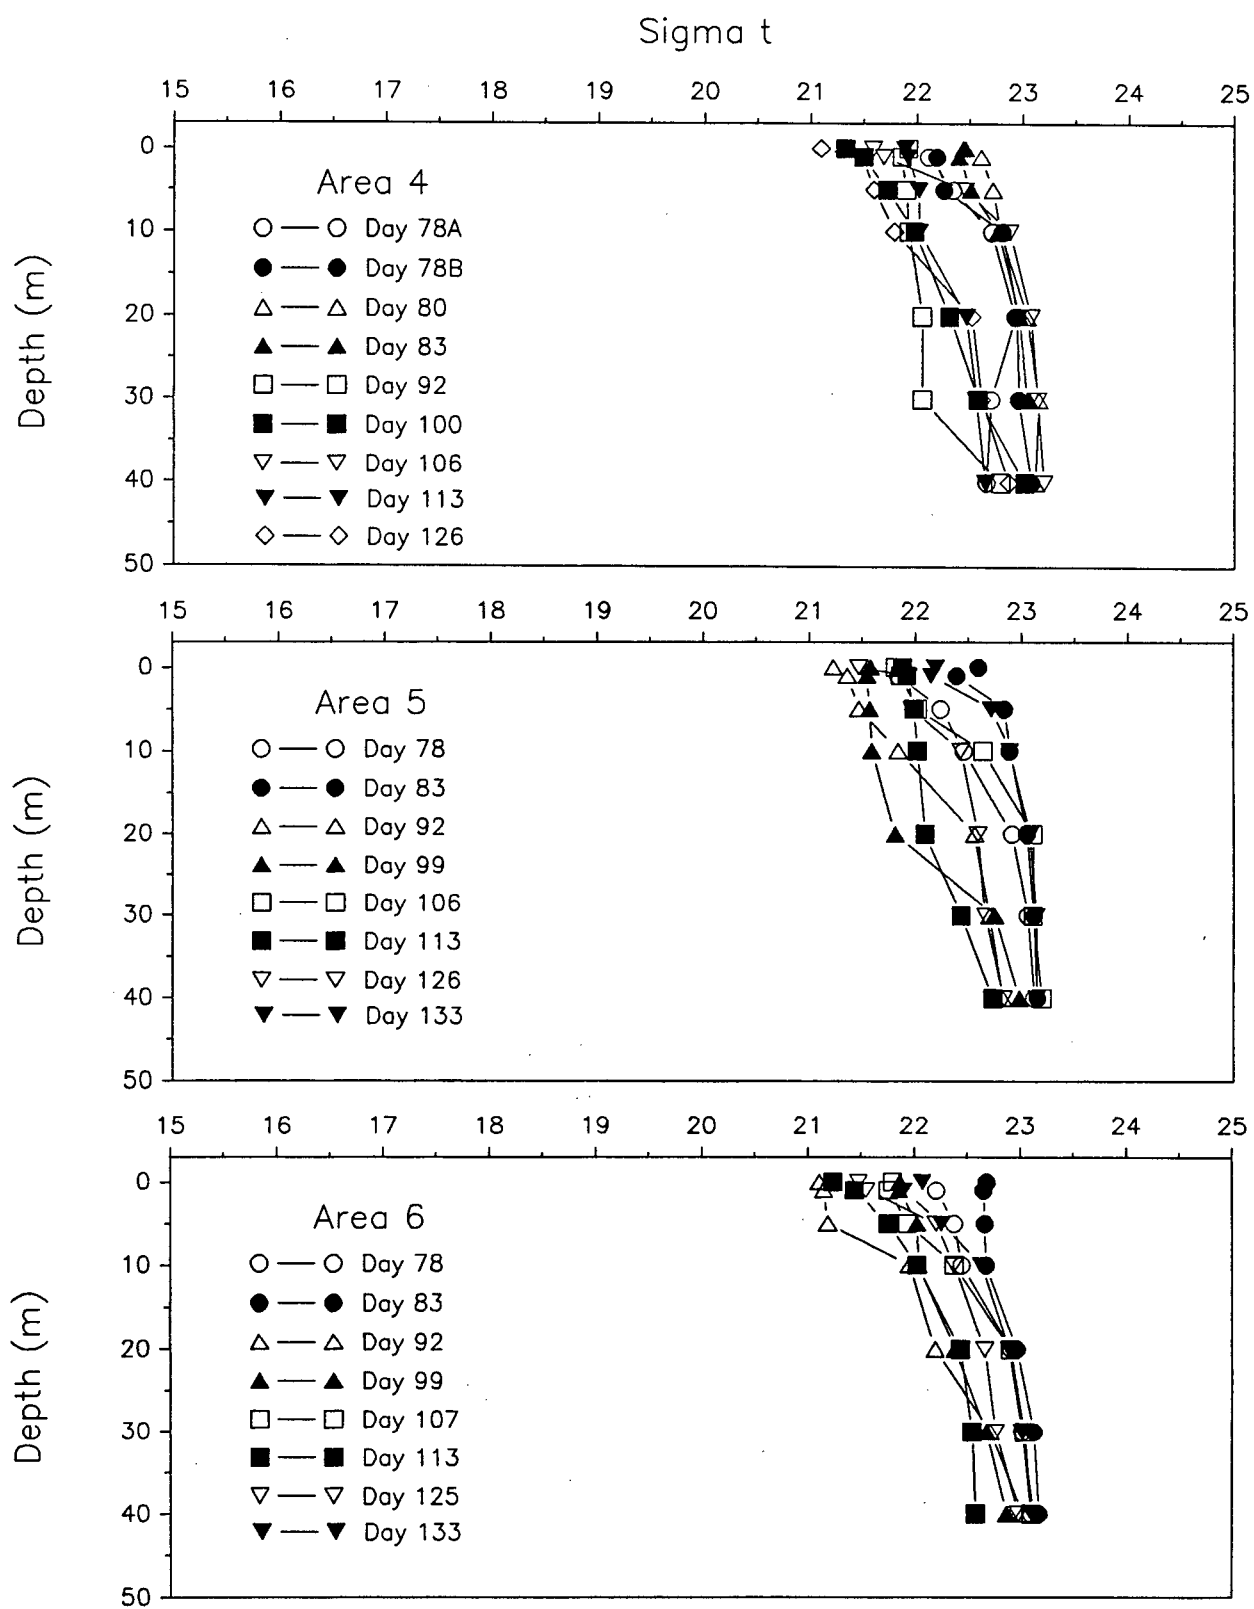 Sigma t
15 16 17 18 19 20 21 22 23 24 25
0
10
20
30
40
50
Depth (m)
Area 4
Day 78A
Day 78B
Day 80
Day 83
Day 92
Day 100
Day 106
Day 113
Day 126
15 16 17 18 19 20 21 22 23 24 25
0
10
20
30
40
50
Depth (m)
Area 5
Day 78
Day 83
Day 92
Day 99
Day 106
Day 113
Day 126
Day 133
15 16 17 18 19 20 21 22 23 24 25
0
10
20
30
40
50
Depth (m)
Area 6
Day 78
Day 83
Day 92
Day 99
Day 107
Day 113
Day 125
Day 133